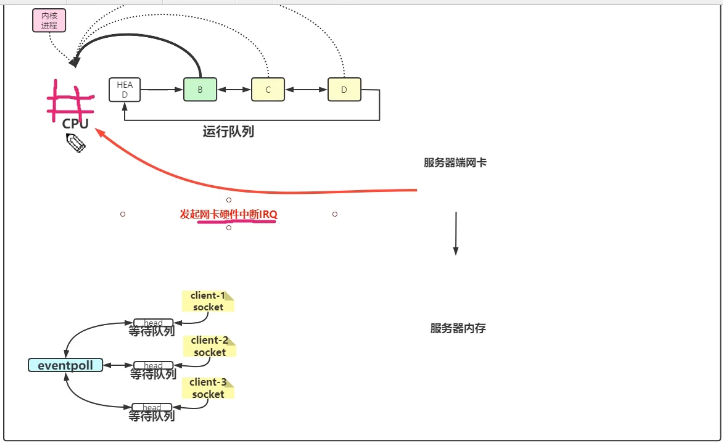 内核
进程
HEA
D
B
C
D
CPU
运行队列
服务器端网卡
发起网卡硬件中断IRQ
client-1
socket
head
等待队列
服务器内存
client-2
socket
eventpoll
head
等待队列
client-3
socket
head
等待队列